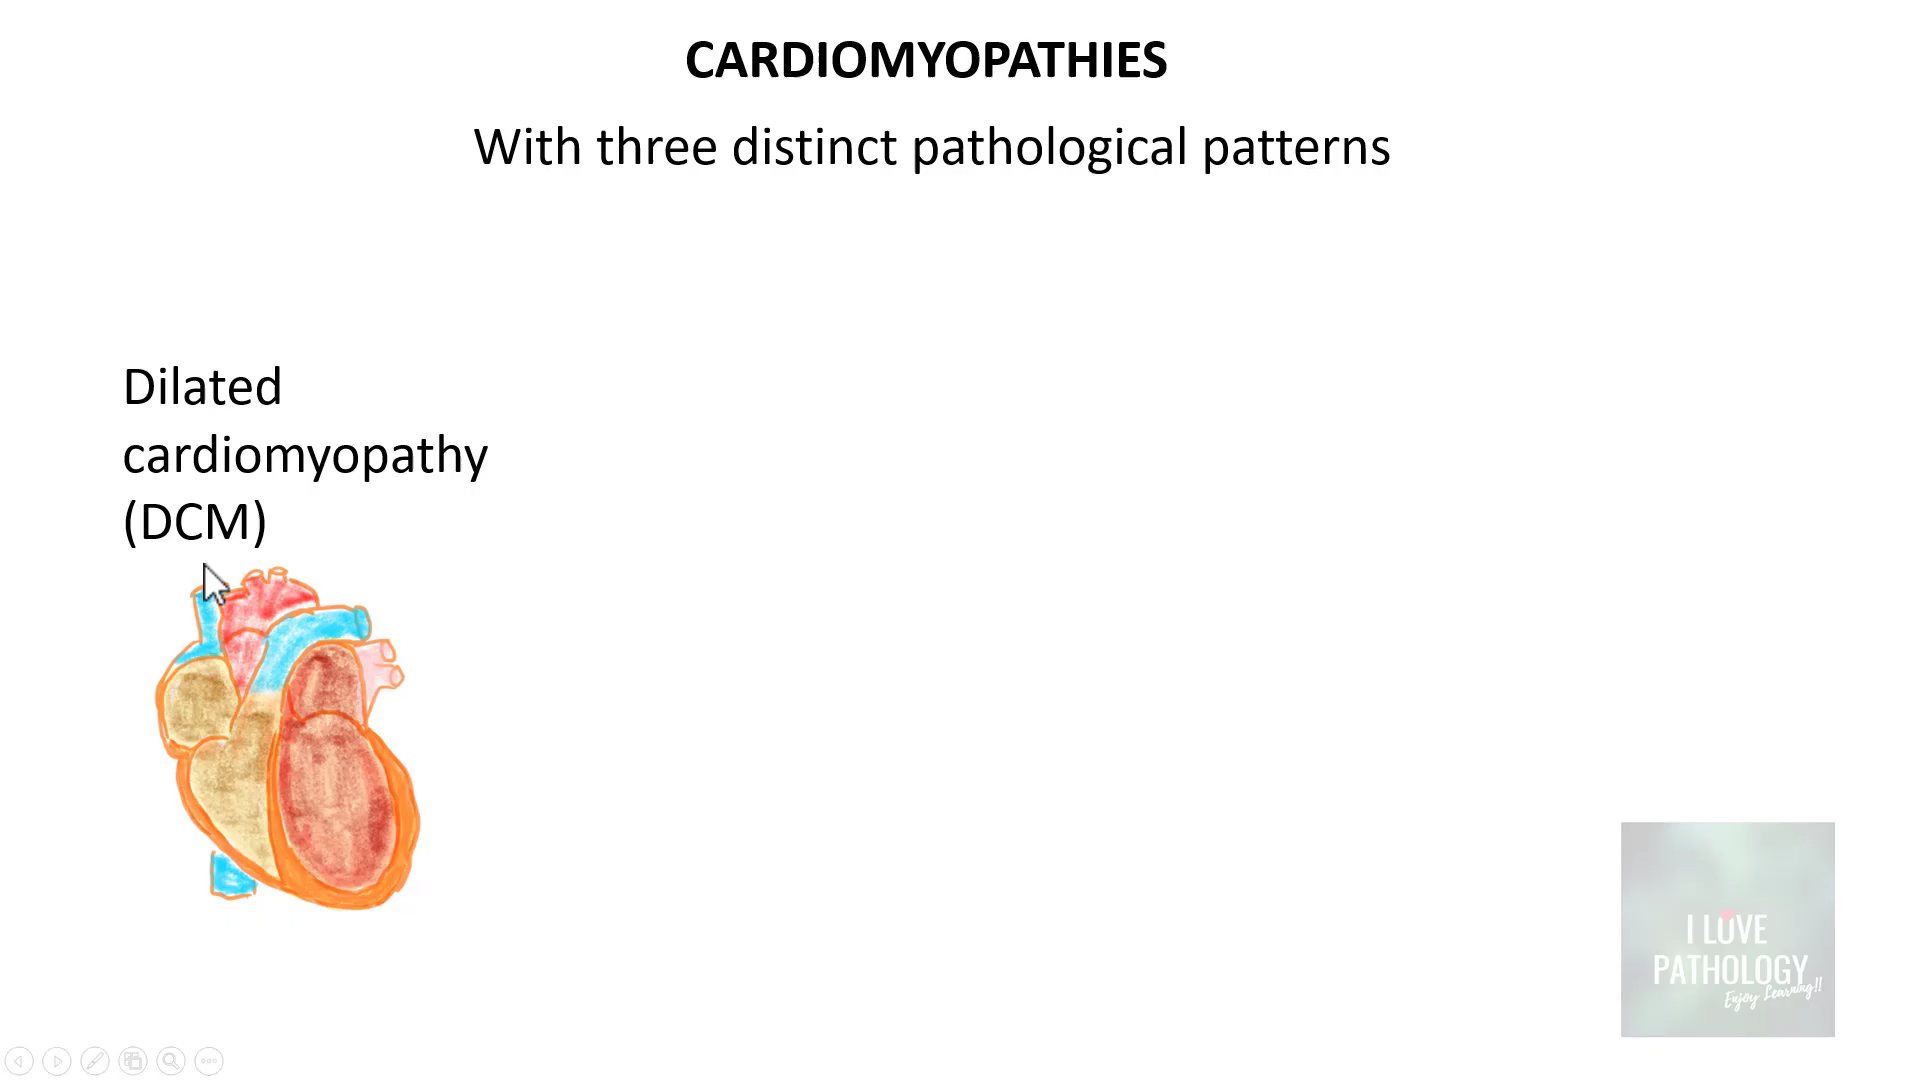 CARDIOMYOPATHIES
With three distinct pathological patterns
Dilated
cardiomyopathy
(DCM)
I LOVE
PATHOLOGY
Enjoy Learning!!